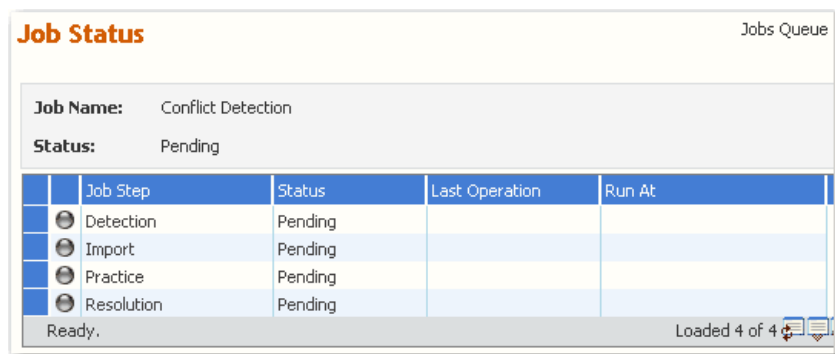 Job Status Jobs Queue
Job Name: Conflict Detection
Status: Pending
Job Step Status Last Operation Run At
Detection Pending
Import Pending
Practice Pending
Resolution Pending
Ready. Loaded 4 of 4